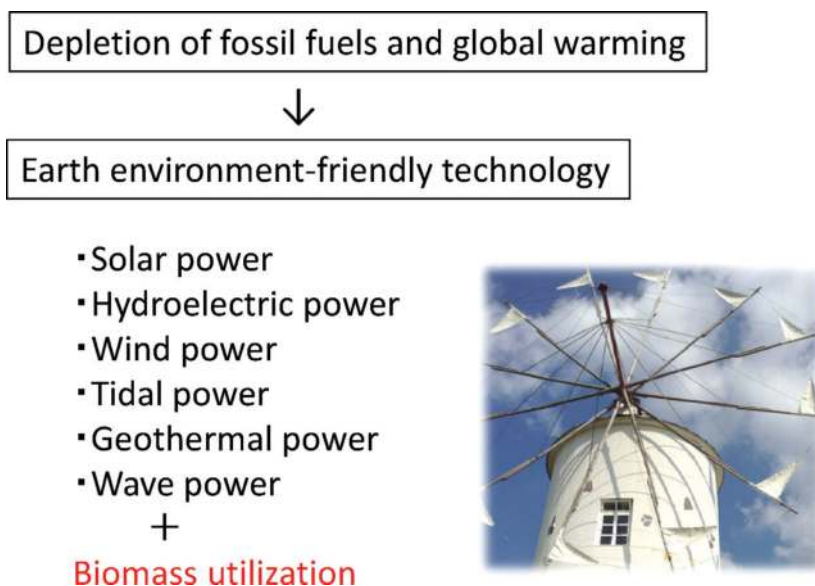 Depletion of fossil fuels and global warming
↓
Earth environment-friendly technology
・Solar power
・Hydroelectric power
・Wind power
・Tidal power
・Geothermal power
・Wave power
+
Biomass utilization